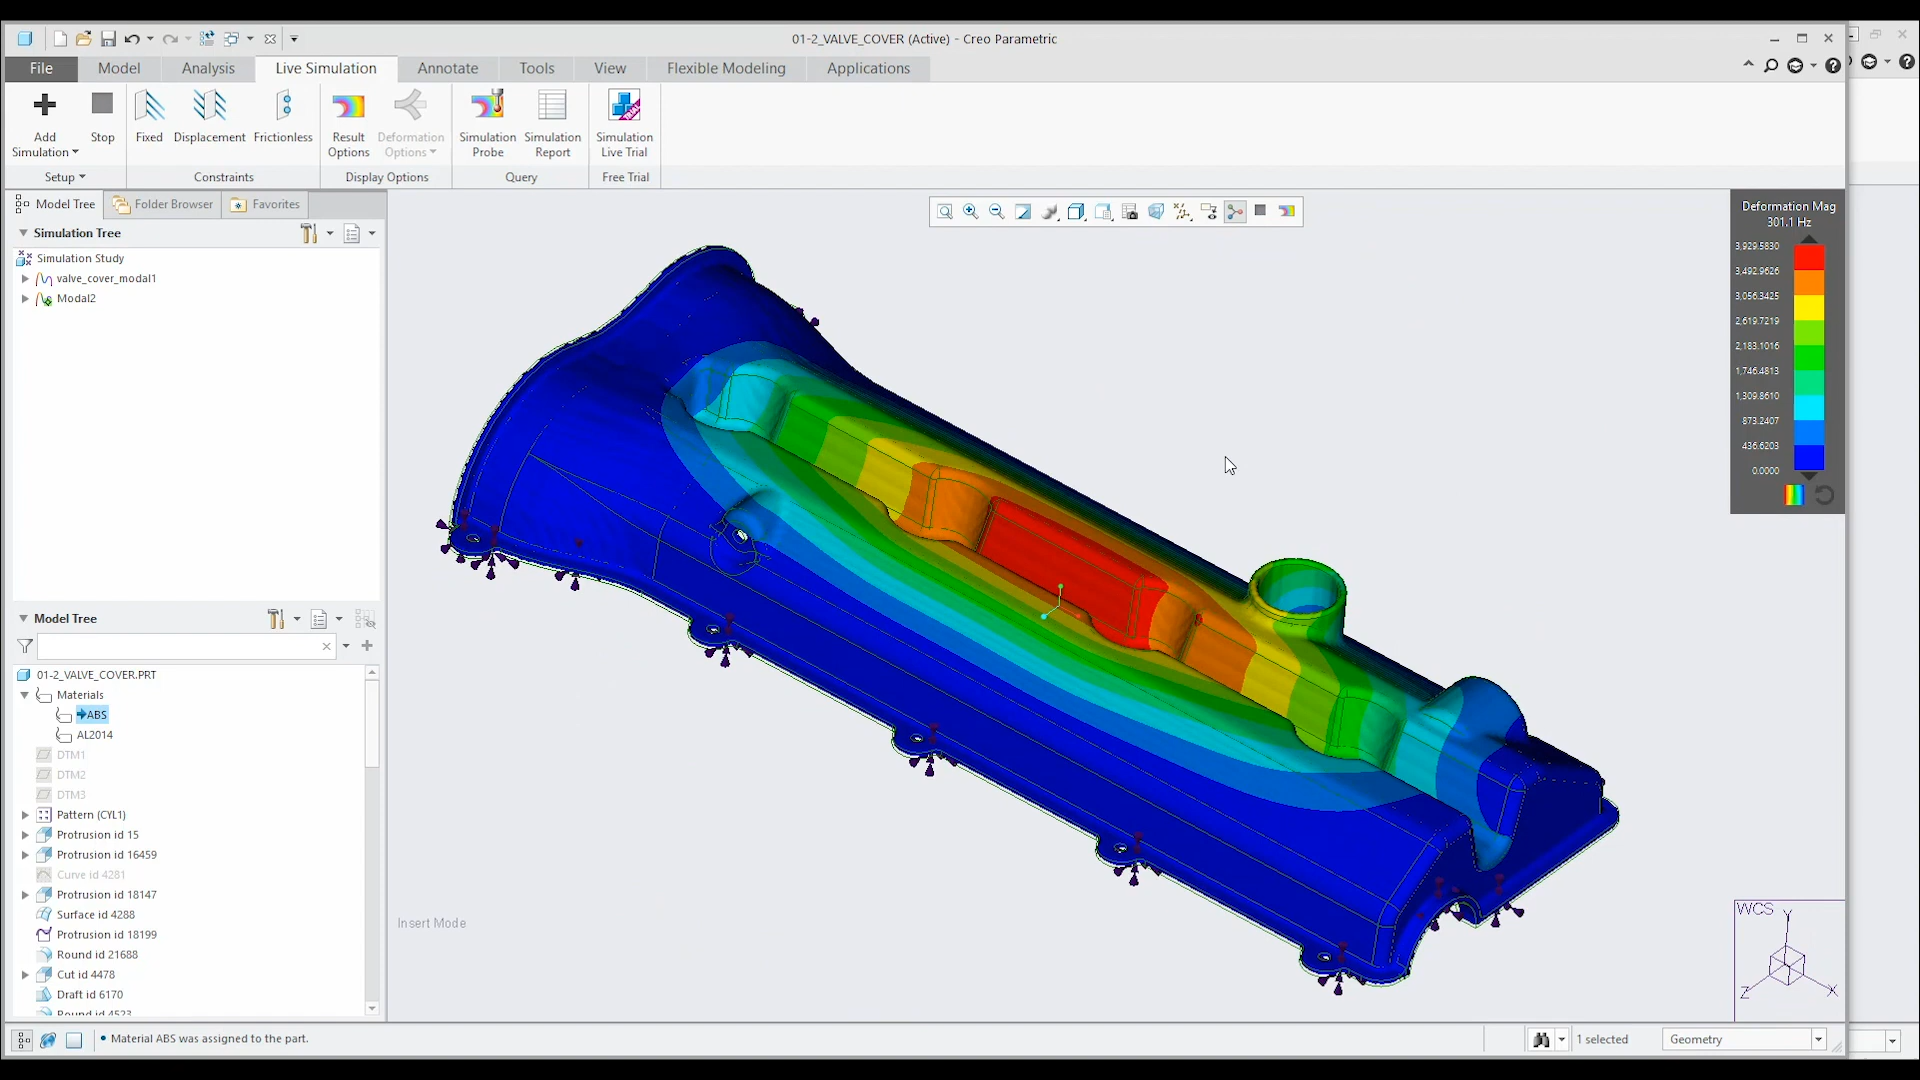 01-2_VALVE_COVER (Active) - Creo Parametric
File Model Analysis Live Simulation Annotate Tools View Flexible Modeling Applications
Add Simulation Stop Fixed Displacement Frictionless Result Options Deformation Options Simulation Probe Simulation Report Simulation Live Trial
Setup Constraints Display Options Query Free Trial
Model Tree Folder Browser Favorites
Simulation Tree
Simulation Study
valve_cover_modal1
Modal2
Model Tree
01-2_VALVE_COVER.PRT
Materials
ABS
AL2014
DTM1
DTM2
DTM3
Pattern (CYL1)
Protrusion id 15
Protrusion id 16459
Curve id 4281
Protrusion id 18147
Surface id 4288
Protrusion id 18199
Round id 21688
Cut id 4478
Draft id 6170
Round id 4523
Deformation Mag
301.1 Hz
3,929.5830
3,492.9626
3,056.3425
2,619.7219
2,183.1016
1,746.4813
1,309.8610
873.2407
436.6203
0.0000
Insert Mode
WCS
Y
Z
X
Material ABS was assigned to the part.
1 selected
Geometry